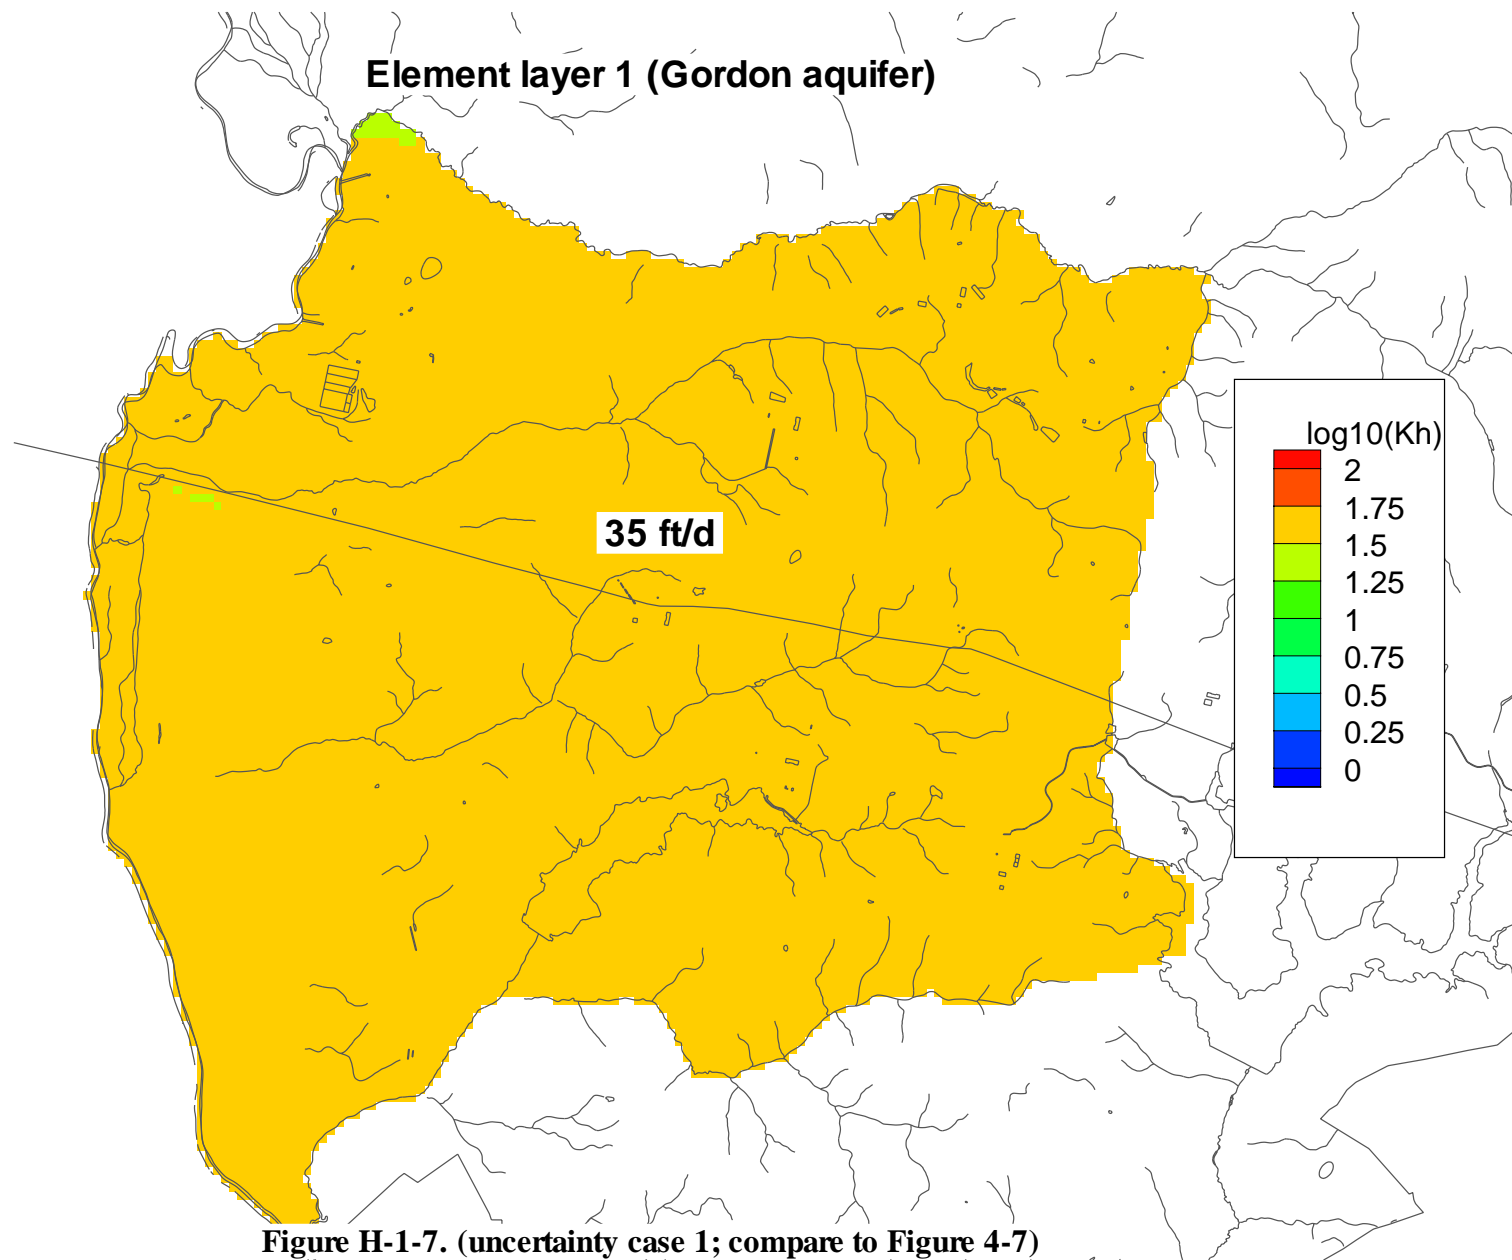 Element layer 1 (Gordon aquifer)
35 ft/d
log10(Kh)
2
1.75
1.5
1.25
1
0.75
0.5
0.25
0
Figure H-1-7. (uncertainty case 1; compare to Figure 4-7)